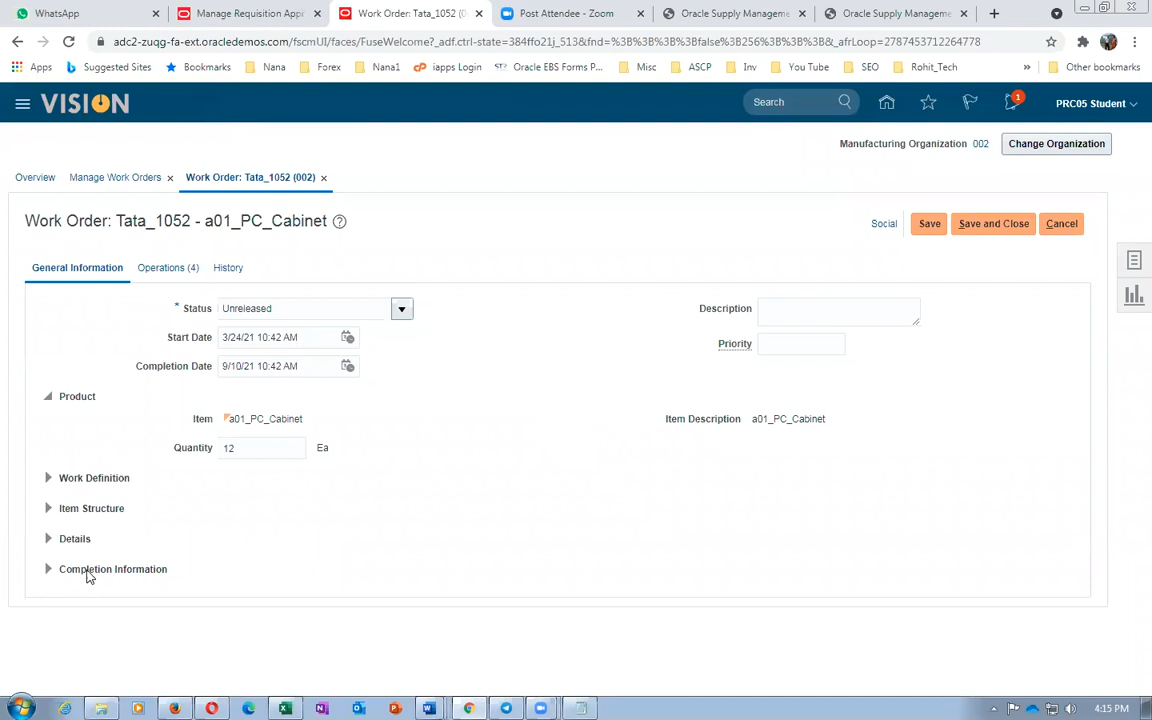 WhatsApp
Manage Requisition Appr
Work Order: Tata_1052 (0
Post Attendee - Zoom
Oracle Supply Manageme
Oracle Supply Manageme
adc2-zuqg-fa-ext.oracledemos.com/fscmUI/faces/FuseWelcome?_adf.ctrl-state=384ffo21j_513&fnd=%3B%3B%3B%3Bfalse%3B256%3B%3B%3B&_afrLoop=2787453712264778
Apps
Suggested Sites
Bookmarks
Nana
Forex
Nana1
iapps Login
Oracle EBS Forms P...
Misc
ASCP
Inv
You Tube
SEO
Rohit_Tech
»
Other bookmarks
VISION
Search
1
PRC05 Student
Manufacturing Organization 002
Change Organization
Overview
Manage Work Orders
Work Order: Tata_1052 (002)
Work Order: Tata_1052 - a01_PC_Cabinet
Social
Save
Save and Close
Cancel
General Information
Operations (4)
History
* Status Unreleased
Description
Start Date 3/24/21 10:42 AM
Priority
Completion Date 9/10/21 10:42 AM
Product
Item a01_PC_Cabinet
Item Description a01_PC_Cabinet
Quantity 12 Ea
Work Definition
Item Structure
Details
Completion Information
4:15 PM